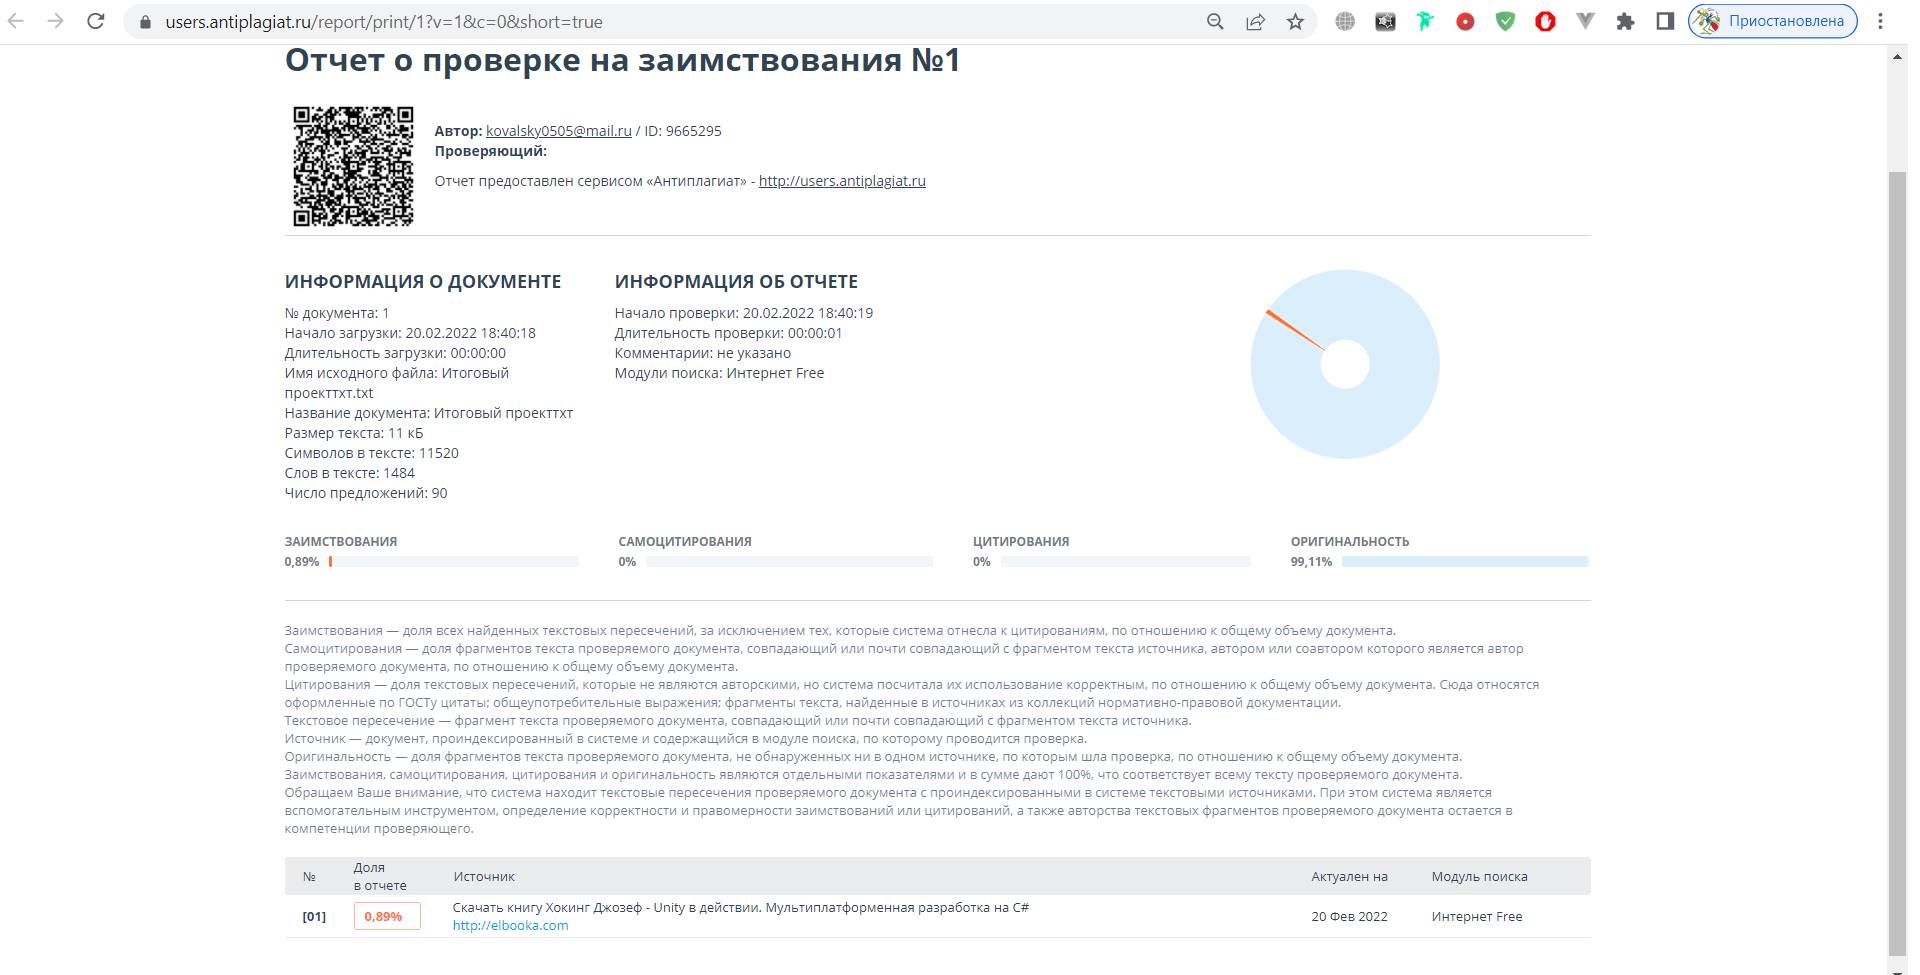 users.antiplagiat.ru/report/print/1?v=1&c=0&short=true
Приостановлена
Отчет о проверке на заимствования №1
Автор: kovalsky0505@mail.ru / ID: 9665295
Проверяющий:
Отчет предоставлен сервисом «Антиплагиат» - http://users.antiplagiat.ru
ИНФОРМАЦИЯ О ДОКУМЕНТЕ
№ документа: 1
Начало загрузки: 20.02.2022 18:40:18
Длительность загрузки: 00:00:00
Имя исходного файла: Итоговый
проекттхт.txt
Название документа: Итоговый проекттхт
Размер текста: 11 кБ
Символов в тексте: 11520
Слов в тексте: 1484
Число предложений: 90
ИНФОРМАЦИЯ ОБ ОТЧЕТЕ
Начало проверки: 20.02.2022 18:40:19
Длительность проверки: 00:00:01
Комментарии: не указано
Модули поиска: Интернет Free
ЗАИМСТВОВАНИЯ
0,89%
САМОЦИТИРОВАНИЯ
0%
ЦИТИРОВАНИЯ
0%
ОРИГИНАЛЬНОСТЬ
99,11%
Заимствования — доля всех найденных текстовых пересечений, за исключением тех, которые система отнесла к цитированиям, по отношению к общему объему документа.
Самоцитирования — доля фрагментов текста проверяемого документа, совпадающий или почти совпадающий с фрагментом текста источника, автором или соавтором которого является автор
проверяемого документа, по отношению к общему объему документа.
Цитирования — доля текстовых пересечений, которые не являются авторскими, но система посчитала их использование корректным, по отношению к общему объему документа. Сюда относятся
оформленные по ГОСТу цитаты; общеупотребительные выражения; фрагменты текста, найденные в источниках из коллекций нормативно-правовой документации.
Текстовое пересечение — фрагмент текста проверяемого документа, совпадающий или почти совпадающий с фрагментом текста источника.
Источник — документ, проиндексированный в системе и содержащийся в модуле поиска, по которому проводится проверка.
Оригинальность — доля фрагментов текста проверяемого документа, не обнаруженных ни в одном источнике, по которым шла проверка, по отношению к общему объему документа.
Заимствования, самоцитирования, цитирования и оригинальность являются отдельными показателями и в сумме дают 100%, что соответствует всему тексту проверяемого документа.
Обращаем Ваше внимание, что система находит текстовые пересечения проверяемого документа с проиндексированными в системе текстовыми источниками. При этом система является
вспомогательным инструментом, определение корректности и правомерности заимствований или цитирований, а также авторства текстовых фрагментов проверяемого документа остается в
компетенции проверяющего.
№
Доля
в отчете
Источник
Актуален на
Модуль поиска
[01]
0,89%
Скачать книгу Хокинг Джозеф - Unity в действии. Мультиплатформенная разработка на C#
http://elbooka.com
20 Фев 2022
Интернет Free